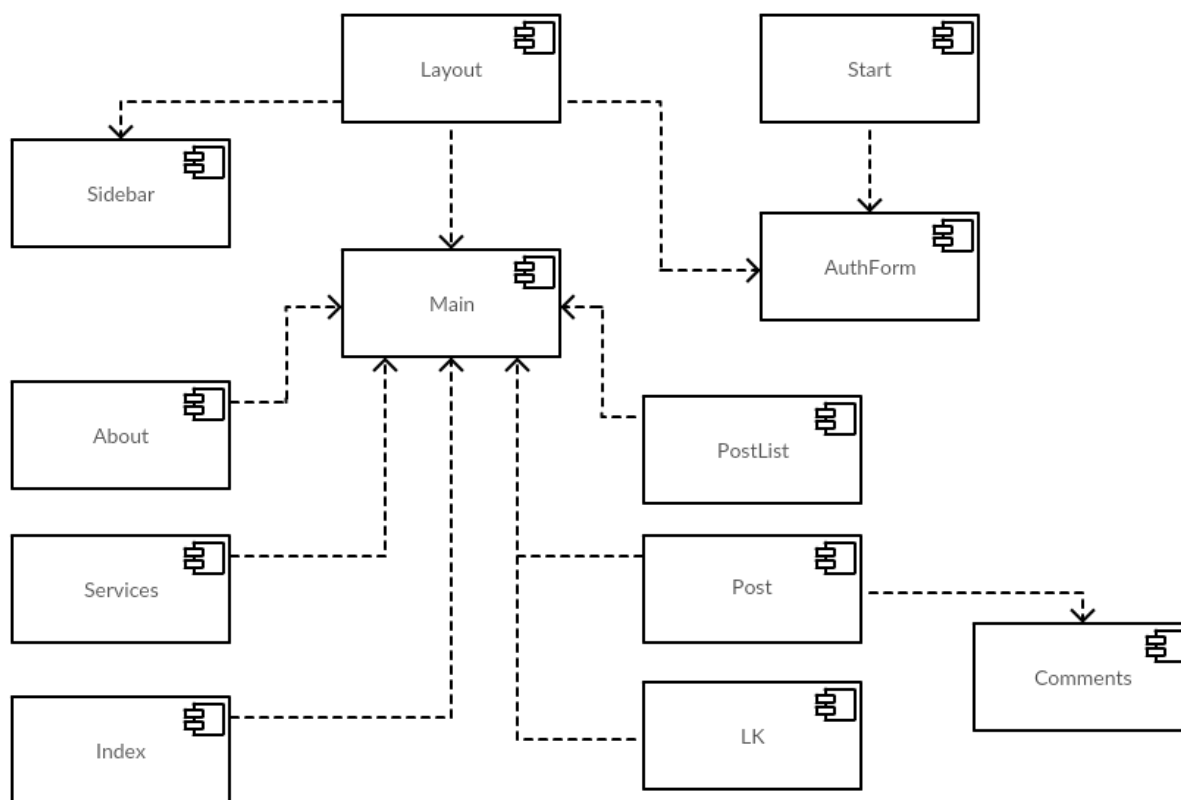 Layout
Start
Sidebar
AuthForm
Main
About
PostList
Services
Post
Comments
Index
LK